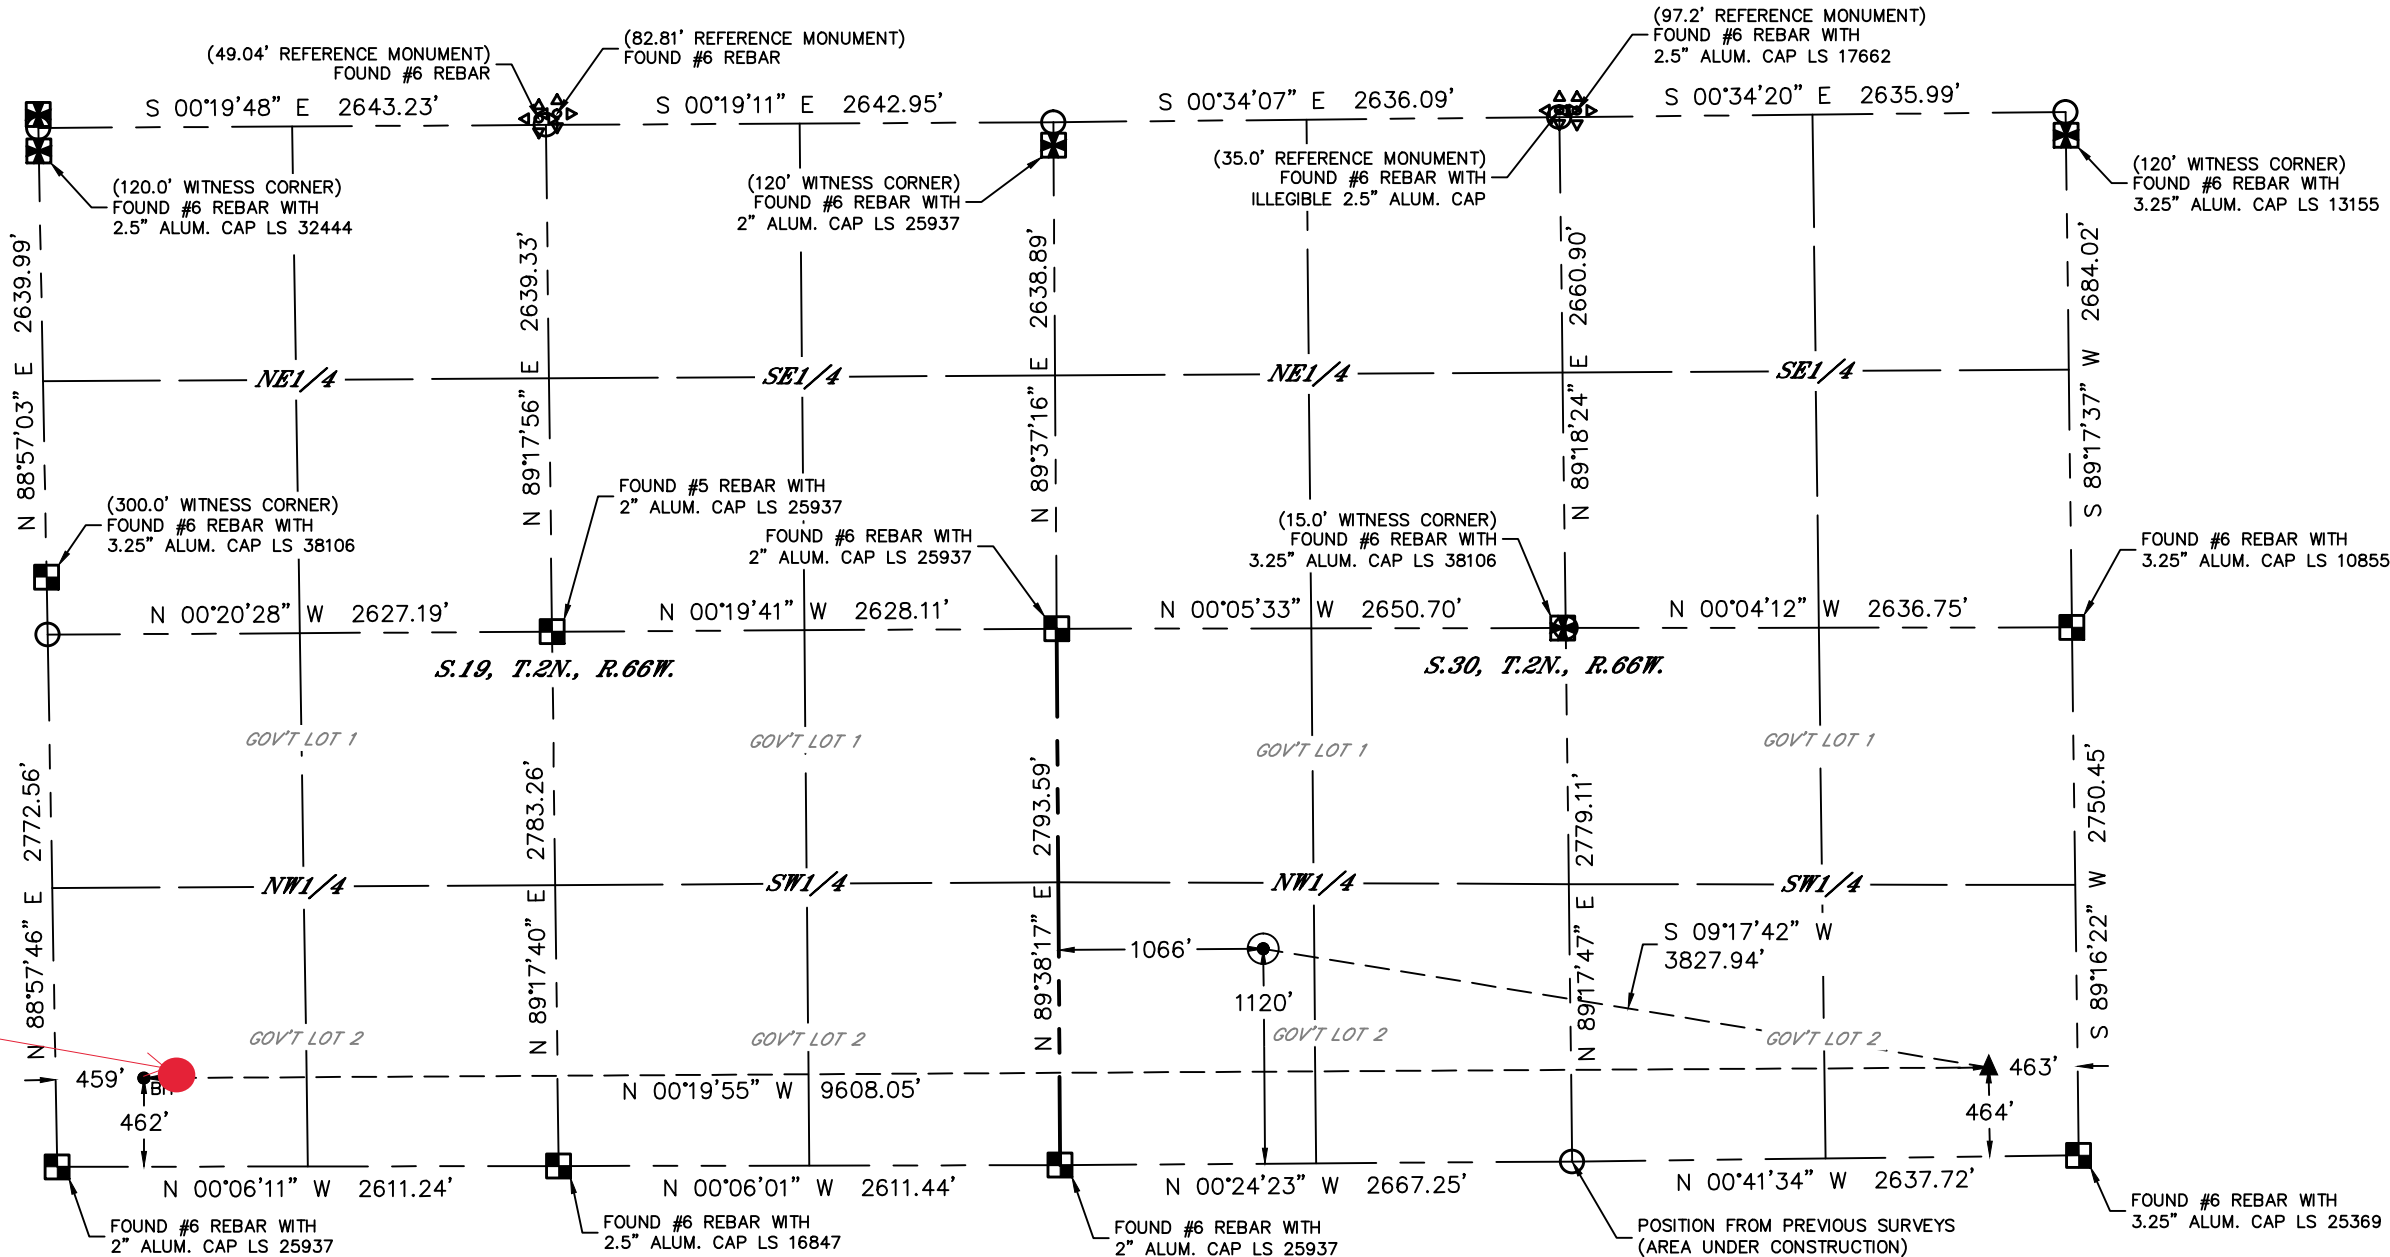 (97.2' REFERENCE MONUMENT)
FOUND #6 REBAR WITH
2.5" ALUM. CAP LS 17662
(49.04' REFERENCE MONUMENT)
FOUND #6 REBAR
(82.81' REFERENCE MONUMENT)
FOUND #6 REBAR
S 00°19'48" E 2643.23'
S 00°19'11" E 2642.95'
S 00°34'07" E 2636.09'
S 00°34'20" E 2635.99'
(120.0' WITNESS CORNER)
FOUND #6 REBAR WITH
2.5" ALUM. CAP LS 32444
(120' WITNESS CORNER)
FOUND #6 REBAR WITH
2" ALUM. CAP LS 25937
(35.0' REFERENCE MONUMENT)
FOUND #6 REBAR WITH
ILLEGIBLE 2.5" ALUM. CAP
(120' WITNESS CORNER)
FOUND #6 REBAR WITH
3.25" ALUM. CAP LS 13155
N 88°57'03" E 2639.99'
N 89°17'56" E 2639.33'
N 89°37'16" E 2638.89'
N 89°18'24" E 2660.90'
S 89°17'37" W 2684.02'
NE1/4
SE1/4
NE1/4
SE1/4
(300.0' WITNESS CORNER)
FOUND #6 REBAR WITH
3.25" ALUM. CAP LS 38106
FOUND #5 REBAR WITH
2" ALUM. CAP LS 25937
FOUND #6 REBAR WITH
2" ALUM. CAP LS 25937
(15.0' WITNESS CORNER)
FOUND #6 REBAR WITH
3.25" ALUM. CAP LS 38106
FOUND #6 REBAR WITH
3.25" ALUM. CAP LS 10855
N 00°20'28" W 2627.19'
N 00°19'41" W 2628.11'
N 00°05'33" W 2650.70'
N 00°04'12" W 2636.75'
S.19, T.2N., R.66W.
S.30, T.2N., R.66W.
GOV'T LOT 1
GOV'T LOT 1
GOV'T LOT 1
GOV'T LOT 1
N 88°57'46" E 2772.56'
N 89°17'40" E 2783.26'
N 89°38'17" E 2793.59'
N 89°17'47" E 2779.11'
S 89°16'22" W 2750.45'
NW1/4
SW1/4
NW1/4
SW1/4
1066'
1120'
S 09°17'42" W
3827.94'
GOV'T LOT 2
GOV'T LOT 2
GOV'T LOT 2
GOV'T LOT 2
459'
BH
462'
N 00°19'55" W 9608.05'
463'
464'
N 00°06'11" W 2611.24'
N 00°06'01" W 2611.44'
N 00°24'23" W 2667.25'
N 00°41'34" W 2637.72'
FOUND #6 REBAR WITH
2" ALUM. CAP LS 25937
FOUND #6 REBAR WITH
2.5" ALUM. CAP LS 16847
FOUND #6 REBAR WITH
2" ALUM. CAP LS 25937
POSITION FROM PREVIOUS SURVEYS
(AREA UNDER CONSTRUCTION)
FOUND #6 REBAR WITH
3.25" ALUM. CAP LS 25369